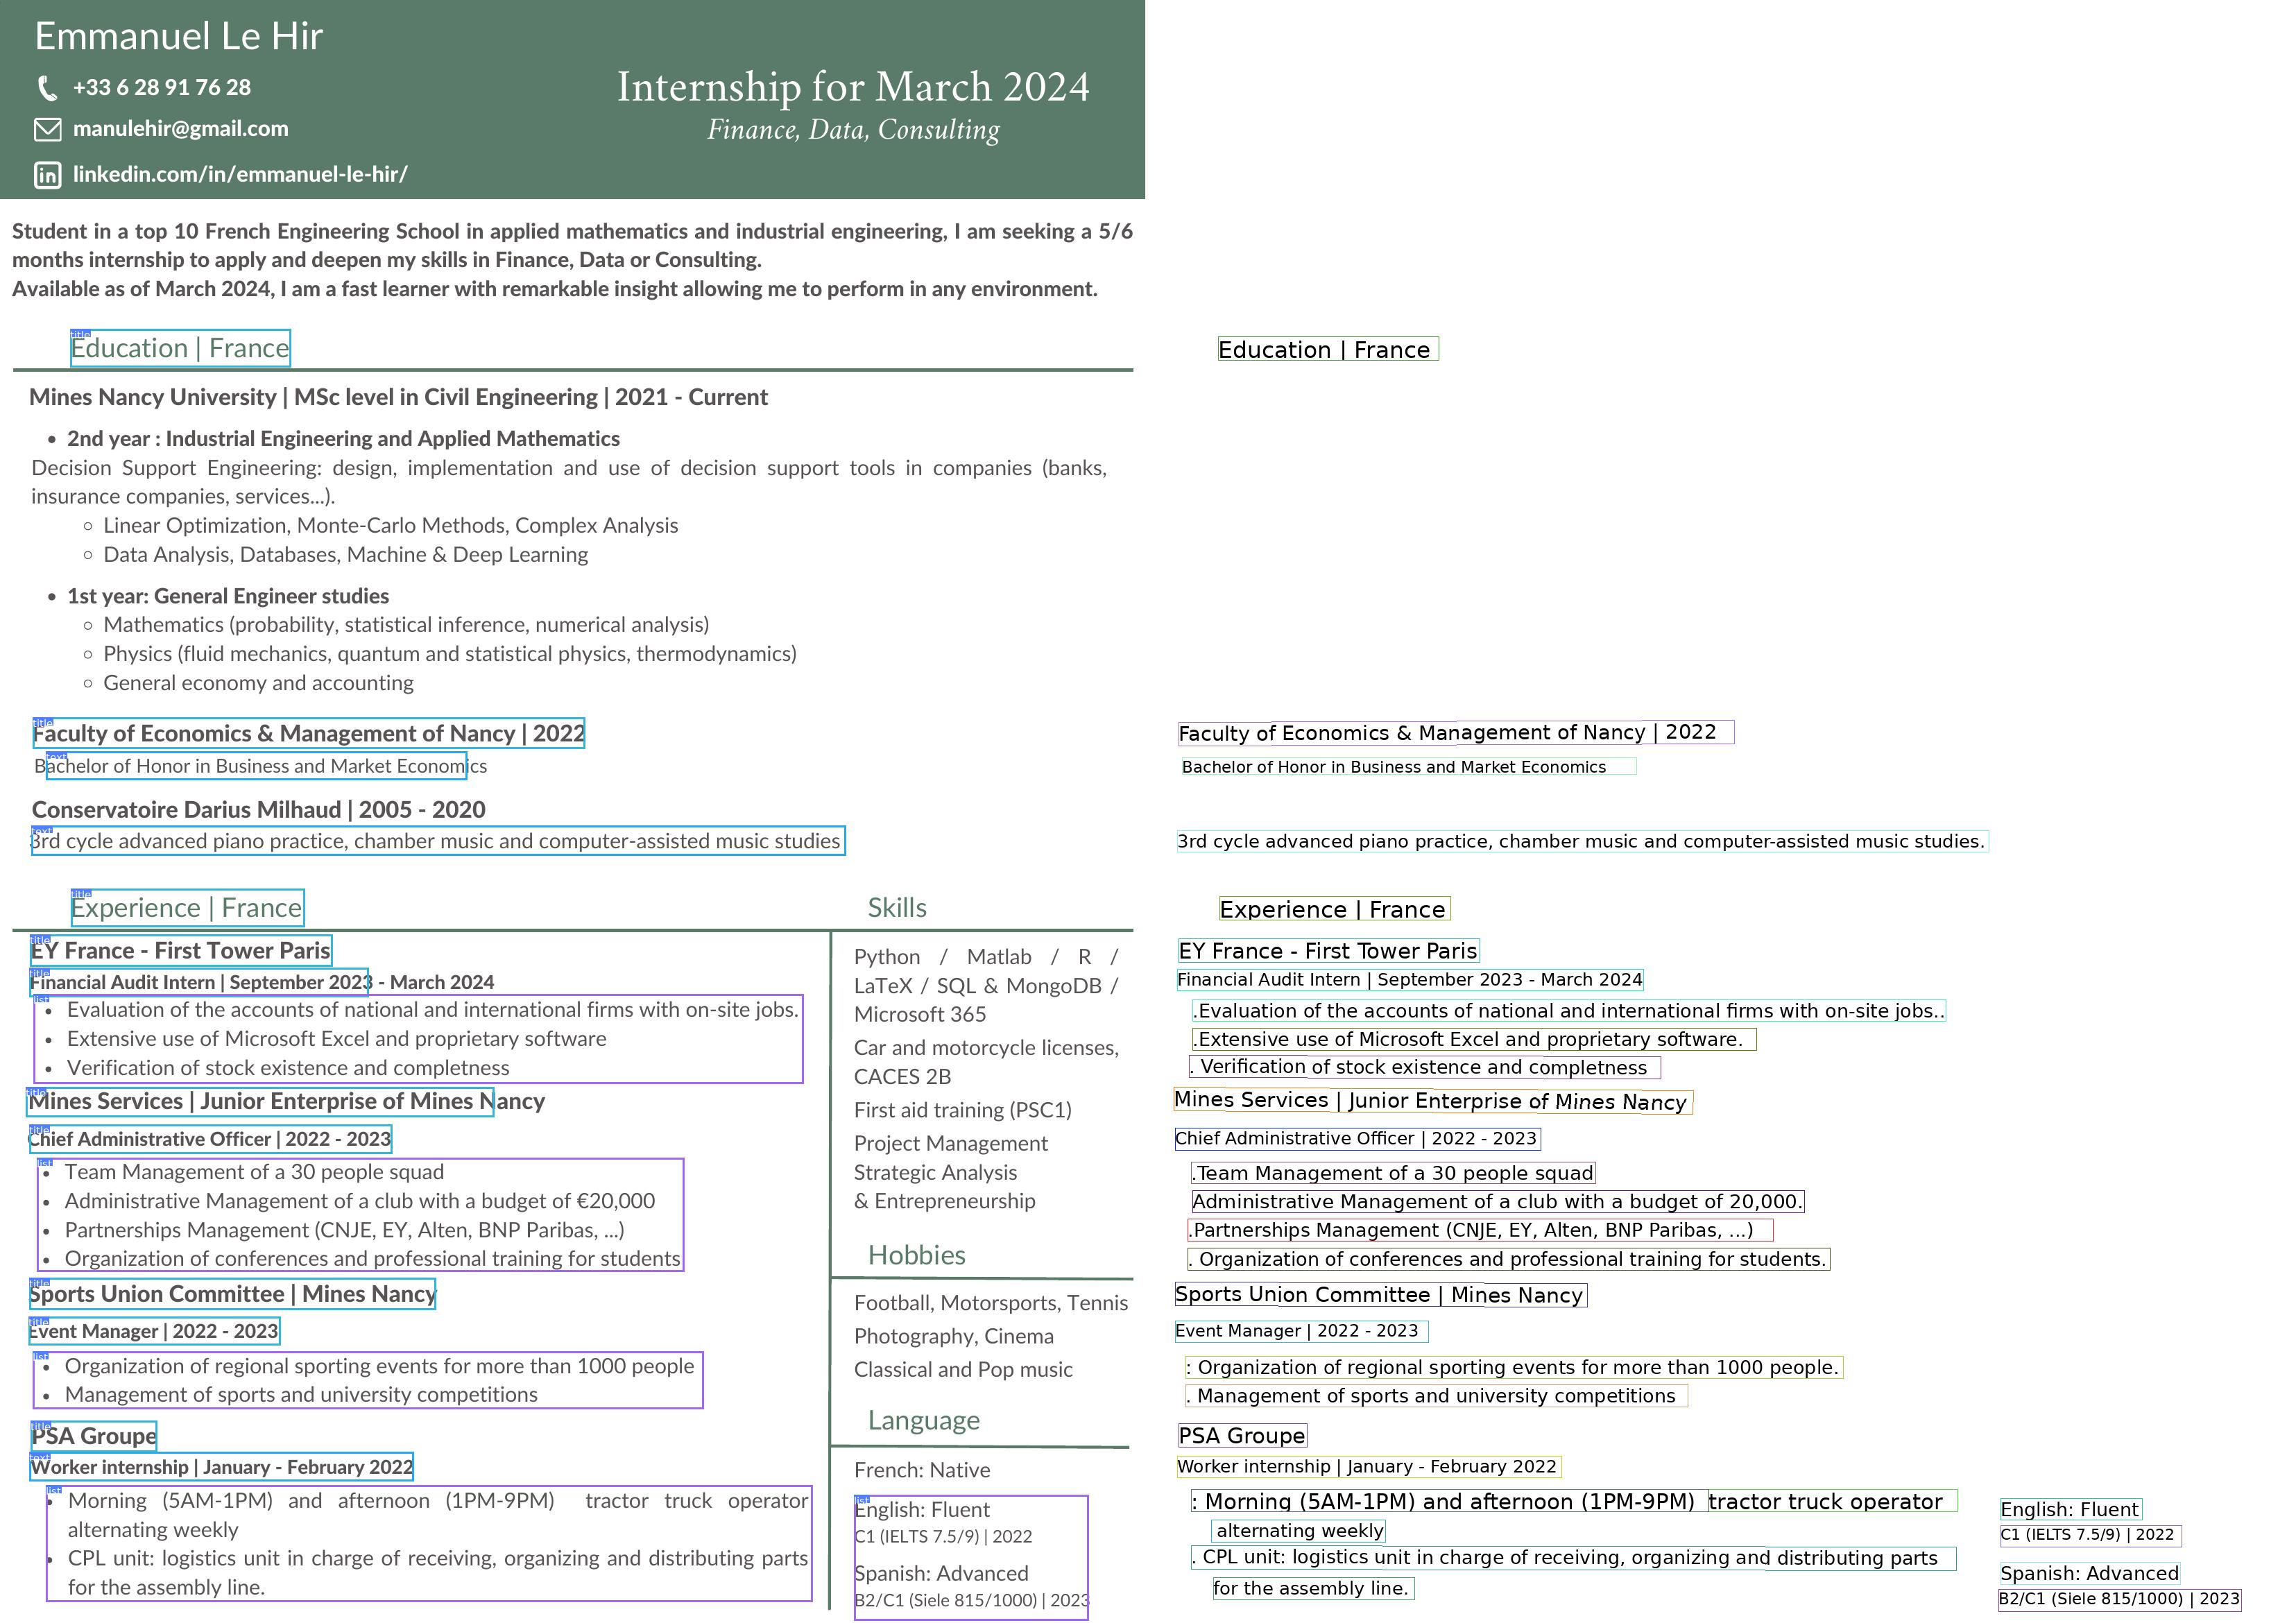 Emmanuel Le Hir
+33 6 28 91 76 28
manulehir@gmail.com
linkedin.com/in/emmanuel-le-hir/
Internship for March 2024
Finance, Data, Consulting
Student in a top 10 French Engineering School in applied mathematics and industrial engineering, I am seeking a 5/6
months internship to apply and deepen my skills in Finance, Data or Consulting.
Available as of March 2024, I am a fast learner with remarkable insight allowing me to perform in any environment.
title
Education | France
Mines Nancy University | MSc level in Civil Engineering | 2021 - Current
• 2nd year : Industrial Engineering and Applied Mathematics
Decision Support Engineering: design, implementation and use of decision support tools in companies (banks,
insurance companies, services...).
◦ Linear Optimization, Monte-Carlo Methods, Complex Analysis
◦ Data Analysis, Databases, Machine & Deep Learning
• 1st year: General Engineer studies
◦ Mathematics (probability, statistical inference, numerical analysis)
◦ Physics (fluid mechanics, quantum and statistical physics, thermodynamics)
◦ General economy and accounting
title
Faculty of Economics & Management of Nancy | 2022
text
Bachelor of Honor in Business and Market Economics
Conservatoire Darius Milhaud | 2005 - 2020
text
3rd cycle advanced piano practice, chamber music and computer-assisted music studies
title
Experience | France
title
EY France - First Tower Paris
title
Financial Audit Intern | September 2023 - March 2024
list
• Evaluation of the accounts of national and international firms with on-site jobs.
• Extensive use of Microsoft Excel and proprietary software
• Verification of stock existence and completness
title
Mines Services | Junior Enterprise of Mines Nancy
title
Chief Administrative Officer | 2022 - 2023
list
• Team Management of a 30 people squad
• Administrative Management of a club with a budget of €20,000
• Partnerships Management (CNJE, EY, Alten, BNP Paribas, ...)
• Organization of conferences and professional training for students
title
Sports Union Committee | Mines Nancy
title
Event Manager | 2022 - 2023
list
• Organization of regional sporting events for more than 1000 people
• Management of sports and university competitions
title
PSA Groupe
text
Worker internship | January - February 2022
list
• Morning (5AM-1PM) and afternoon (1PM-9PM) tractor truck operator
alternating weekly
• CPL unit: logistics unit in charge of receiving, organizing and distributing parts
for the assembly line.
Skills
Python / Matlab / R /
LaTeX / SQL & MongoDB /
Microsoft 365
Car and motorcycle licenses,
CACES 2B
First aid training (PSC1)
Project Management
Strategic Analysis
& Entrepreneurship
Hobbies
Football, Motorsports, Tennis
Photography, Cinema
Classical and Pop music
Language
French: Native
list
English: Fluent
C1 (IELTS 7.5/9) | 2022
Spanish: Advanced
B2/C1 (Siele 815/1000) | 2023
Education | France
Faculty of Economics & Management of Nancy | 2022
Bachelor of Honor in Business and Market Economics
3rd cycle advanced piano practice, chamber music and computer-assisted music studies.
Experience | France
EY France - First Tower Paris
Financial Audit Intern | September 2023 - March 2024
.Evaluation of the accounts of national and international firms with on-site jobs..
.Extensive use of Microsoft Excel and proprietary software.
. Verification of stock existence and completness
Mines Services | Junior Enterprise of Mines Nancy
Chief Administrative Officer | 2022 - 2023
.Team Management of a 30 people squad
Administrative Management of a club with a budget of 20,000.
.Partnerships Management (CNJE, EY, Alten, BNP Paribas, ...)
. Organization of conferences and professional training for students.
Sports Union Committee | Mines Nancy
Event Manager | 2022 - 2023
: Organization of regional sporting events for more than 1000 people.
. Management of sports and university competitions
PSA Groupe
Worker internship | January - February 2022
: Morning (5AM-1PM) and afternoon (1PM-9PM) tractor truck operator
alternating weekly
. CPL unit: logistics unit in charge of receiving, organizing and distributing parts
for the assembly line.
English: Fluent
C1 (IELTS 7.5/9) | 2022
Spanish: Advanced
B2/C1 (Siele 815/1000) | 2023